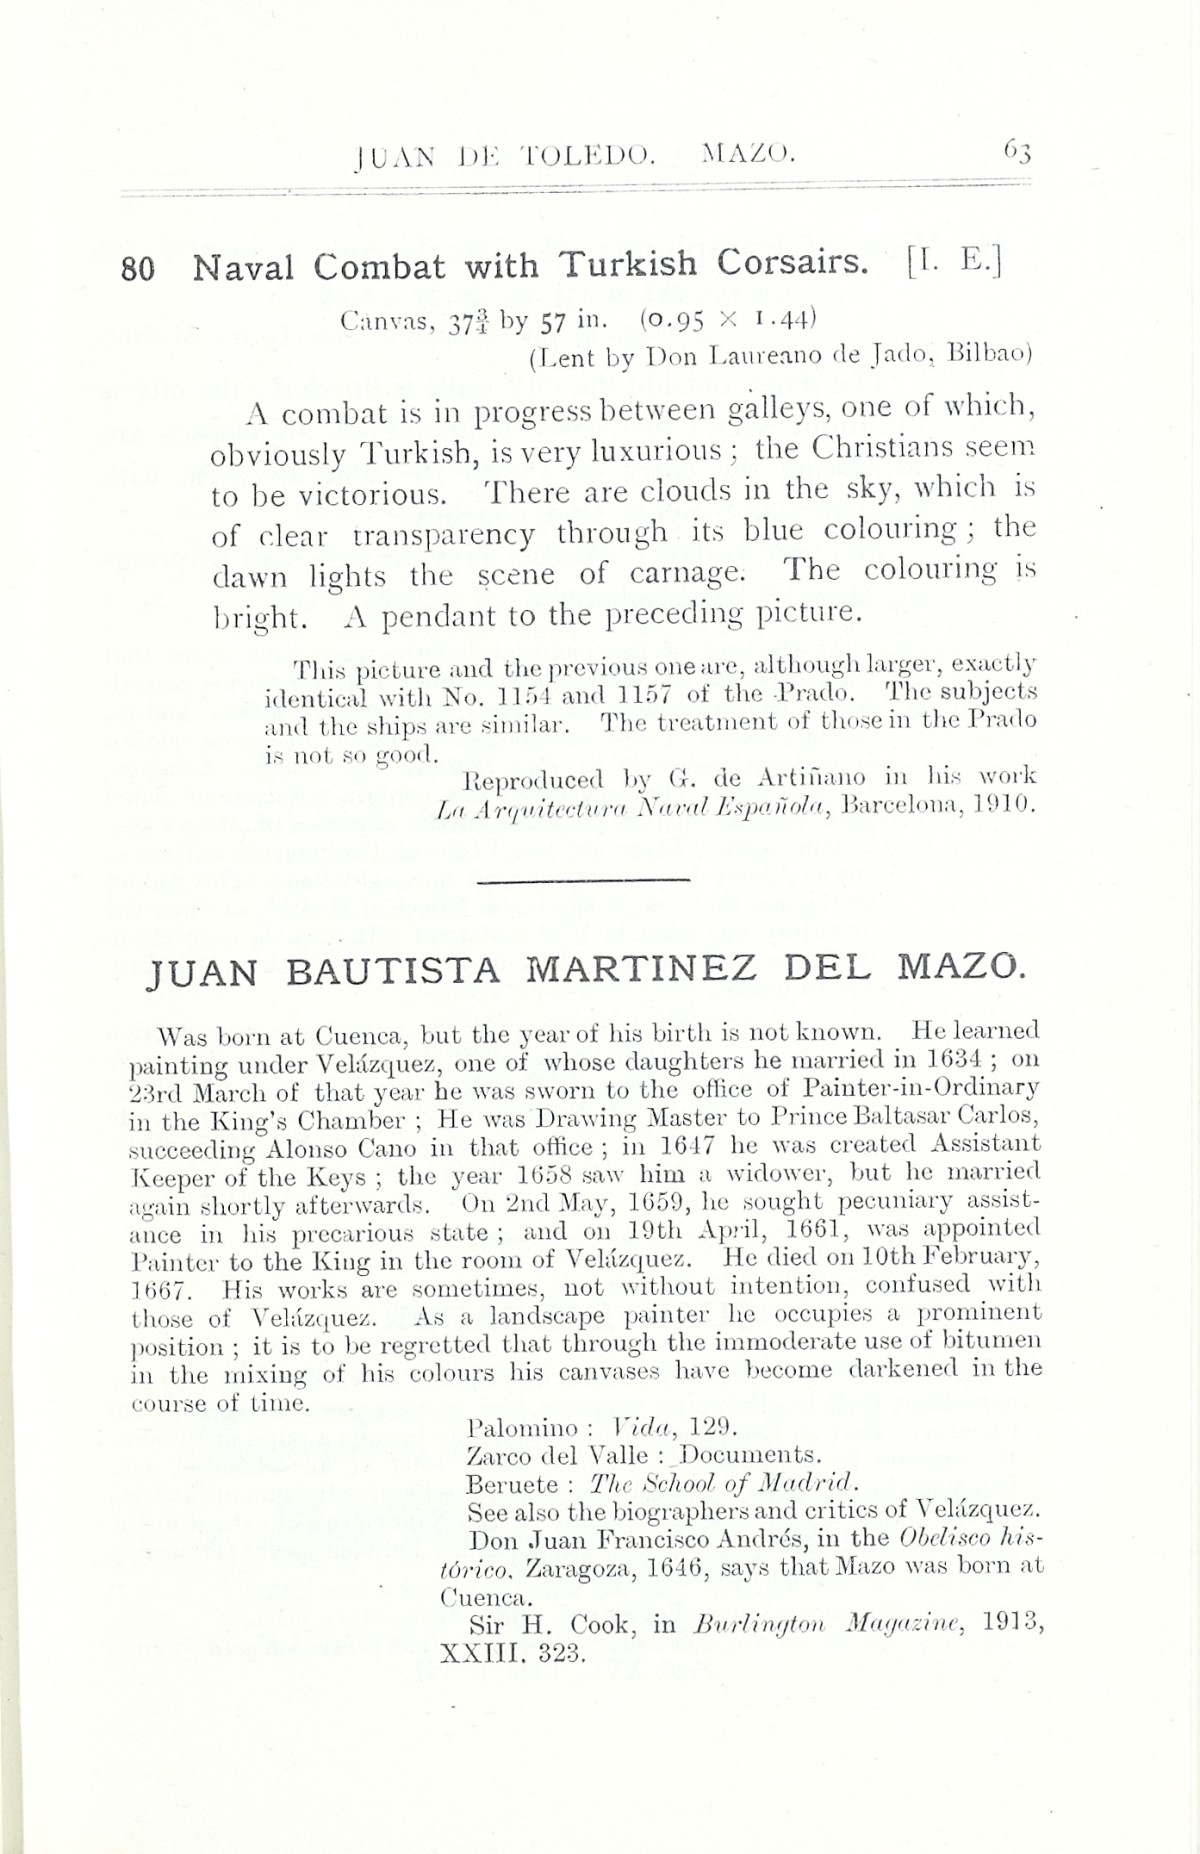 JUAN DE TOLEDO. MAZO. 63
80 Naval Combat with Turkish Corsairs. [I. E.]
Canvas, 37¾ by 57 in. (0.95 × 1.44)
(Lent by Don Laureano de Jado, Bilbao)
A combat is in progress between galleys, one of which,
obviously Turkish, is very luxurious ; the Christians seem
to be victorious. There are clouds in the sky, which is
of clear transparency through its blue colouring ; the
dawn lights the scene of carnage. The colouring is
bright. A pendant to the preceding picture.
This picture and the previous one are, although larger, exactly
identical with No. 1154 and 1157 of the Prado. The subjects
and the ships are similar. The treatment of those in the Prado
is not so good.
Reproduced by G. de Artiñano in his work
La Arquitectura Naval Española, Barcelona, 1910.
JUAN BAUTISTA MARTINEZ DEL MAZO.
Was born at Cuenca, but the year of his birth is not known. He learned
painting under Velázquez, one of whose daughters he married in 1634 ; on
23rd March of that year he was sworn to the office of Painter-in-Ordinary
in the King's Chamber ; He was Drawing Master to Prince Baltasar Carlos,
succeeding Alonso Cano in that office ; in 1647 he was created Assistant
Keeper of the Keys ; the year 1658 saw him a widower, but he married
again shortly afterwards. On 2nd May, 1659, he sought pecuniary assist-
ance in his precarious state ; and on 19th April, 1661, was appointed
Painter to the King in the room of Velázquez. He died on 10th February,
1667. His works are sometimes, not without intention, confused with
those of Velázquez. As a landscape painter he occupies a prominent
position ; it is to be regretted that through the immoderate use of bitumen
in the mixing of his colours his canvases have become darkened in the
course of time.
Palomino : Vida, 129.
Zarco del Valle : Documents.
Beruete : The School of Madrid.
See also the biographers and critics of Velázquez.
Don Juan Francisco Andrés, in the Obelisco his-
tórico. Zaragoza, 1646, says that Mazo was born at
Cuenca.
Sir H. Cook, in Burlington Magazine, 1913,
XXIII. 323.